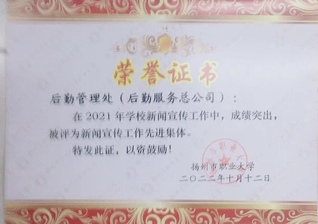 荣誉证书
后勤管理处（后勤服务总公司）：
在2021年学校新闻宣传工作中，成绩突出，
被评为新闻宣传工作先进集体。
特发此证，以资鼓励！
扬州市职业大学
二〇二二年十月十二日